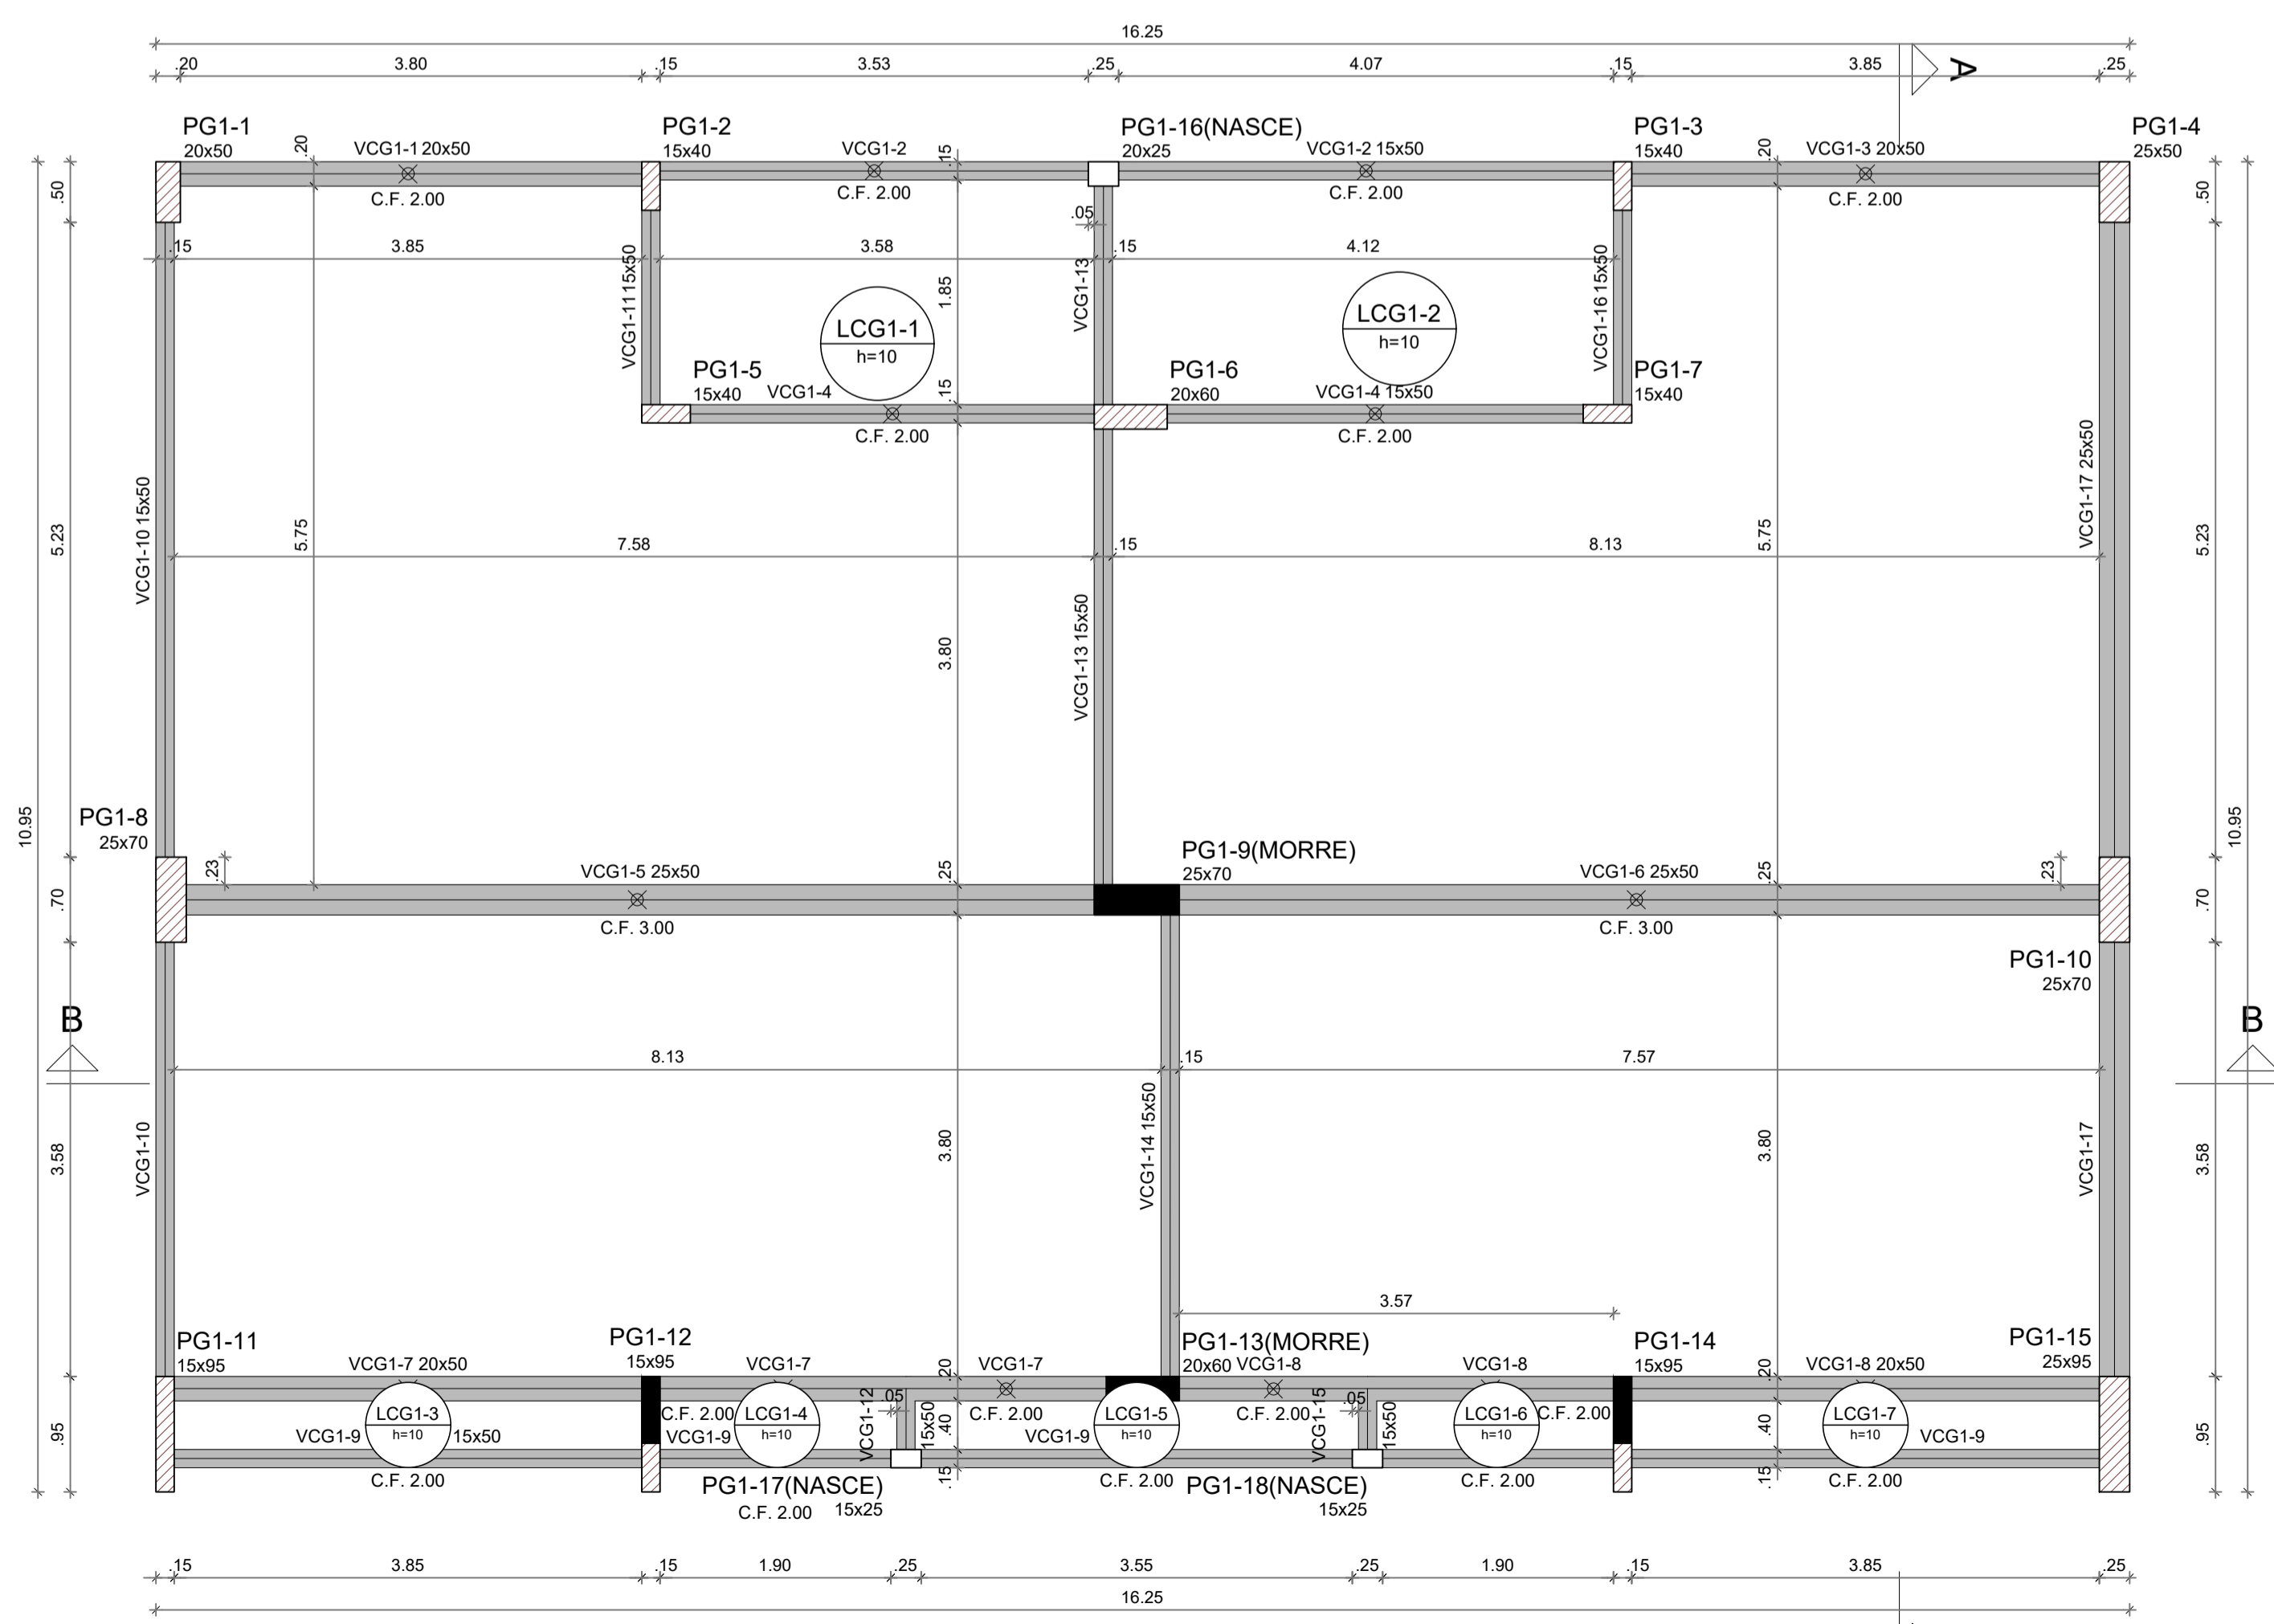 16.25
.20 3.80 .15 3.53 .25 4.07 .15 3.85 .25
A
PG1-1
20x50
.20
VCG1-1 20x50
C.F. 2.00
PG1-2
15x40
VCG1-2
C.F. 2.00
.15
PG1-16(NASCE)
20x25
VCG1-2 15x50
C.F. 2.00
PG1-3
15x40
.20
VCG1-3 20x50
C.F. 2.00
PG1-4
25x50
.50
.50
.05
.15 3.85 3.58 .15 4.12
VCG1-11 15x50
1.85
VCG1-13
VCG1-16 15x50
LCG1-1
h=10
LCG1-2
h=10
PG1-5
15x40
VCG1-4
C.F. 2.00
.15
PG1-6
20x60
VCG1-4 15x50
C.F. 2.00
PG1-7
15x40
VCG1-10 15x50
VCG1-17 25x50
5.23
5.75
5.75
5.23
7.58 .15 8.13
3.80
VCG1-13 15x50
10.95
10.95
PG1-8
25x70
.23
VCG1-5 25x50
C.F. 3.00
.25
PG1-9(MORRE)
25x70
VCG1-6 25x50
C.F. 3.00
.25
.23
.70
.70
PG1-10
25x70
B
B
8.13 .15 7.57
3.58
VCG1-10
3.80
VCG1-14 15x50
3.80
VCG1-17
3.58
3.57
PG1-11
15x95
VCG1-7 20x50
PG1-12
15x95
VCG1-7
.20
VCG1-7
PG1-13(MORRE)
20x60
VCG1-8
VCG1-8
PG1-14
15x95
.20
VCG1-8 20x50
PG1-15
25x95
.95
LCG1-3
h=10
VCG1-9
15x50
C.F. 2.00
C.F. 2.00
VCG1-9
LCG1-4
h=10
VCG1-12
.05
15x50
.40
C.F. 2.00
VCG1-9
LCG1-5
h=10
C.F. 2.00
C.F. 2.00
VCG1-15
.05
15x50
LCG1-6
h=10
C.F. 2.00
C.F. 2.00
.40
LCG1-7
h=10
VCG1-9
C.F. 2.00
.95
PG1-17(NASCE)
C.F. 2.00
15x25
.15
PG1-18(NASCE)
15x25
.15
.15 3.85 .15 1.90 .25 3.55 .25 1.90 .15 3.85 .25
16.25